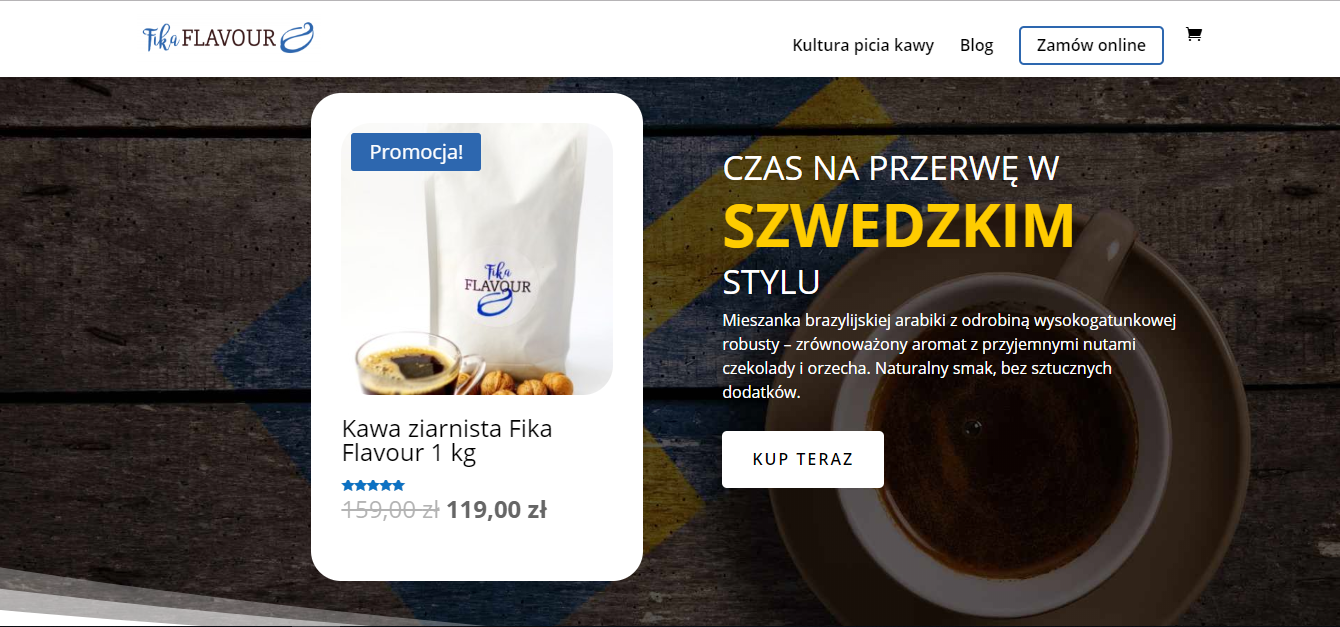 Fika FLAVOUR
Kultura picia kawy
Blog
Zamów online
Promocja!
Fika
FLAVOUR
Kawa ziarnista Fika
Flavour 1 kg
159,00 zł 119,00 zł
CZAS NA PRZERWĘ W
SZWEDZKIM
STYLU
Mieszanka brazylijskiej arabiki z odrobiną wysokogatunkowej
robusty – zrównoważony aromat z przyjemnymi nutami
czekolady i orzecha. Naturalny smak, bez sztucznych
dodatków.
KUP TERAZ